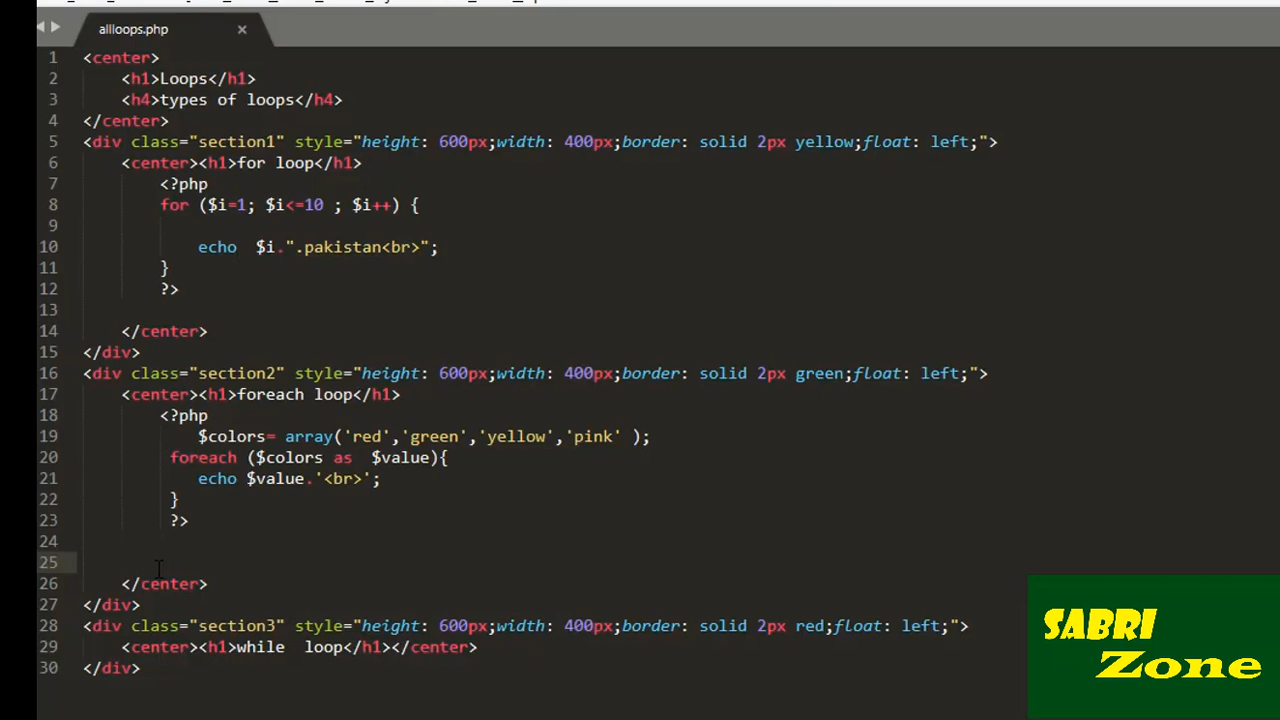 allloops.php
1 <center>
2 <h1>Loops</h1>
3 <h4>types of loops</h4>
4 </center>
5 <div class="section1" style="height: 600px;width: 400px;border: solid 2px yellow;float: left;">
6 <center><h1>for loop</h1>
7 <?php
8 for ($i=1; $i<=10 ; $i++) {
9
10 echo  $i.".pakistan<br>";
11 }
12 ?>
13
14 </center>
15 </div>
16 <div class="section2" style="height: 600px;width: 400px;border: solid 2px green;float: left;">
17 <center><h1>foreach loop</h1>
18 <?php
19 $colors= array('red','green','yellow','pink' );
20 foreach ($colors as  $value){
21 echo $value.'<br>';
22 }
23 ?>
24
25
26 </center>
27 </div>
28 <div class="section3" style="height: 600px;width: 400px;border: solid 2px red;float: left;">
29 <center><h1>while  loop</h1></center>
30 </div>
SABRI
Zone